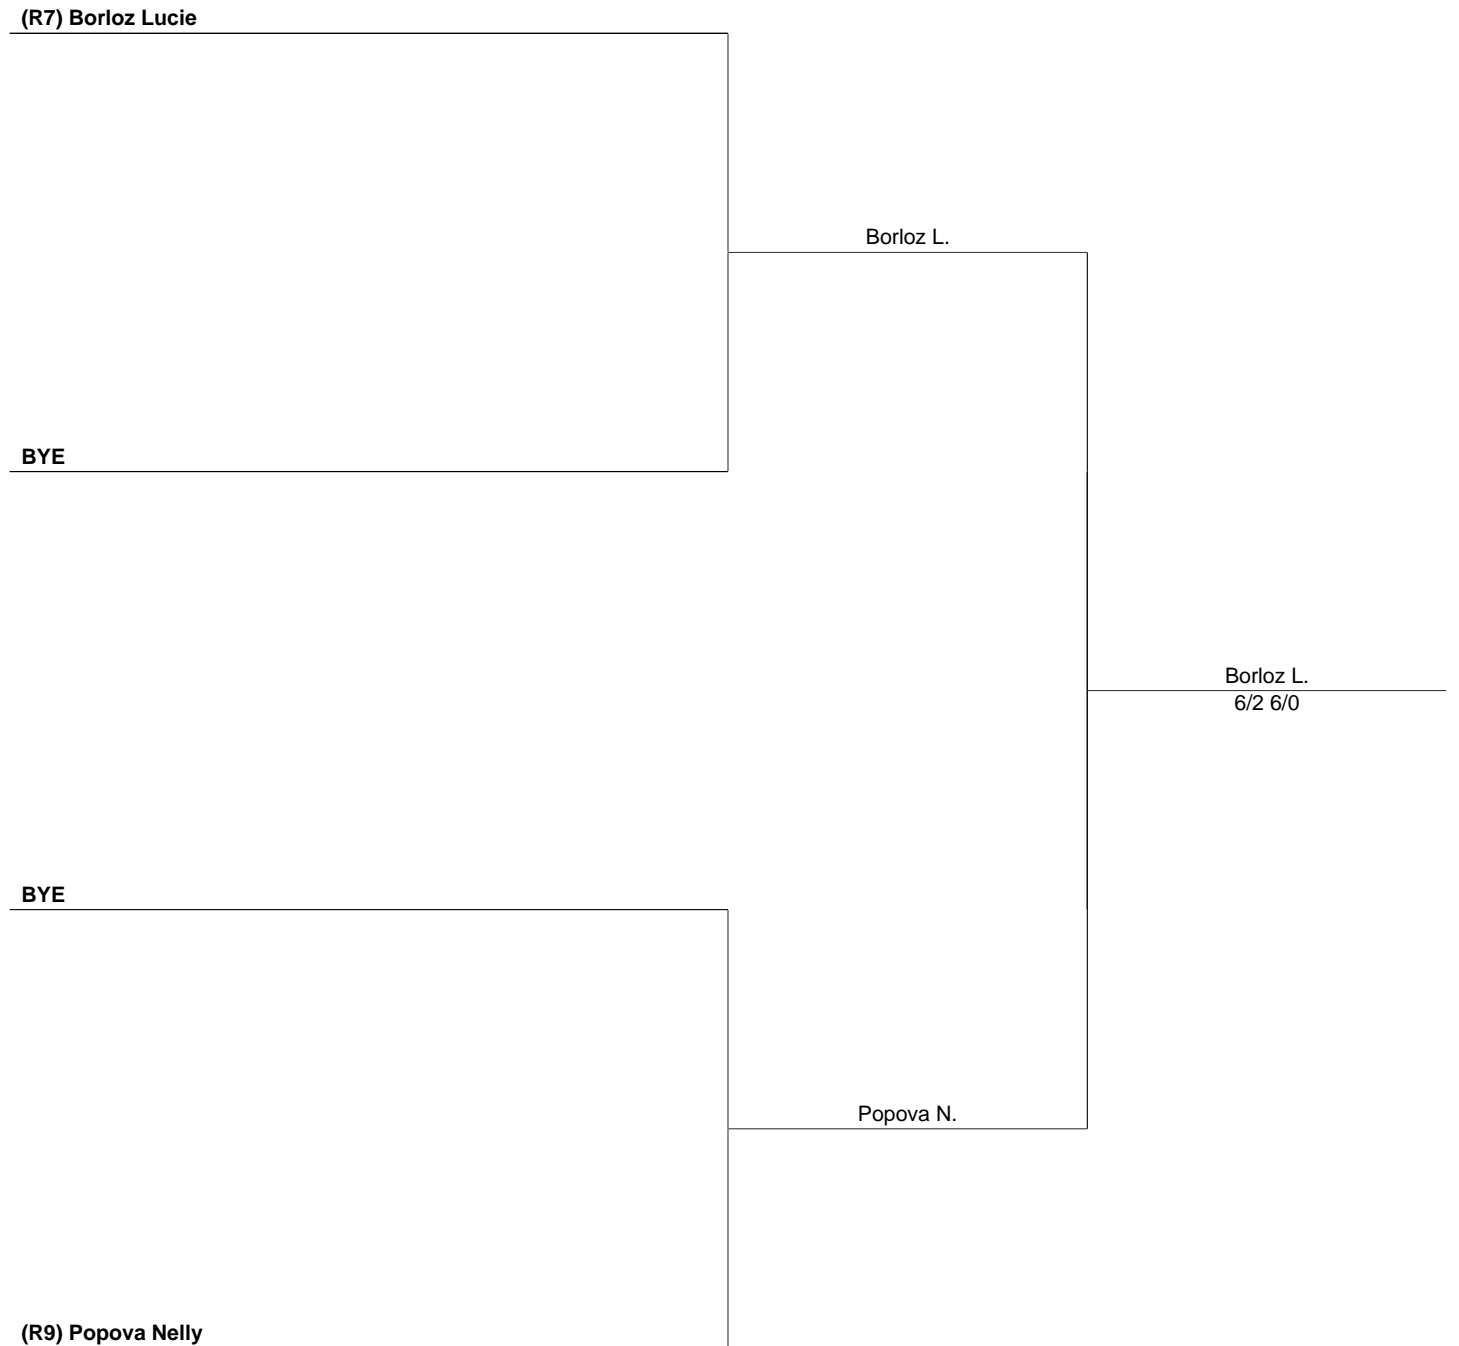 (R7) Borloz Lucie
Borloz L.
BYE
Borloz L.
6/2 6/0
BYE
Popova N.
(R9) Popova Nelly